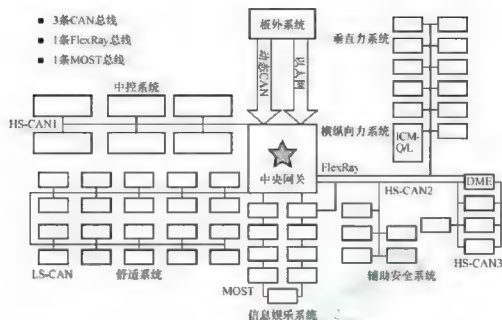 3条CAN总线
1条FlexRay总线
1条MOST总线
板外系统
动态CAN
以太网
垂直力系统
中控系统
HS-CAN1
横纵向力系统
ICM-
Q/L
FlexRay
中央网关
HS-CAN2
DME
LS-CAN
舒适系统
HS-CAN3
辅助安全系统
MOST
信息娱乐系统